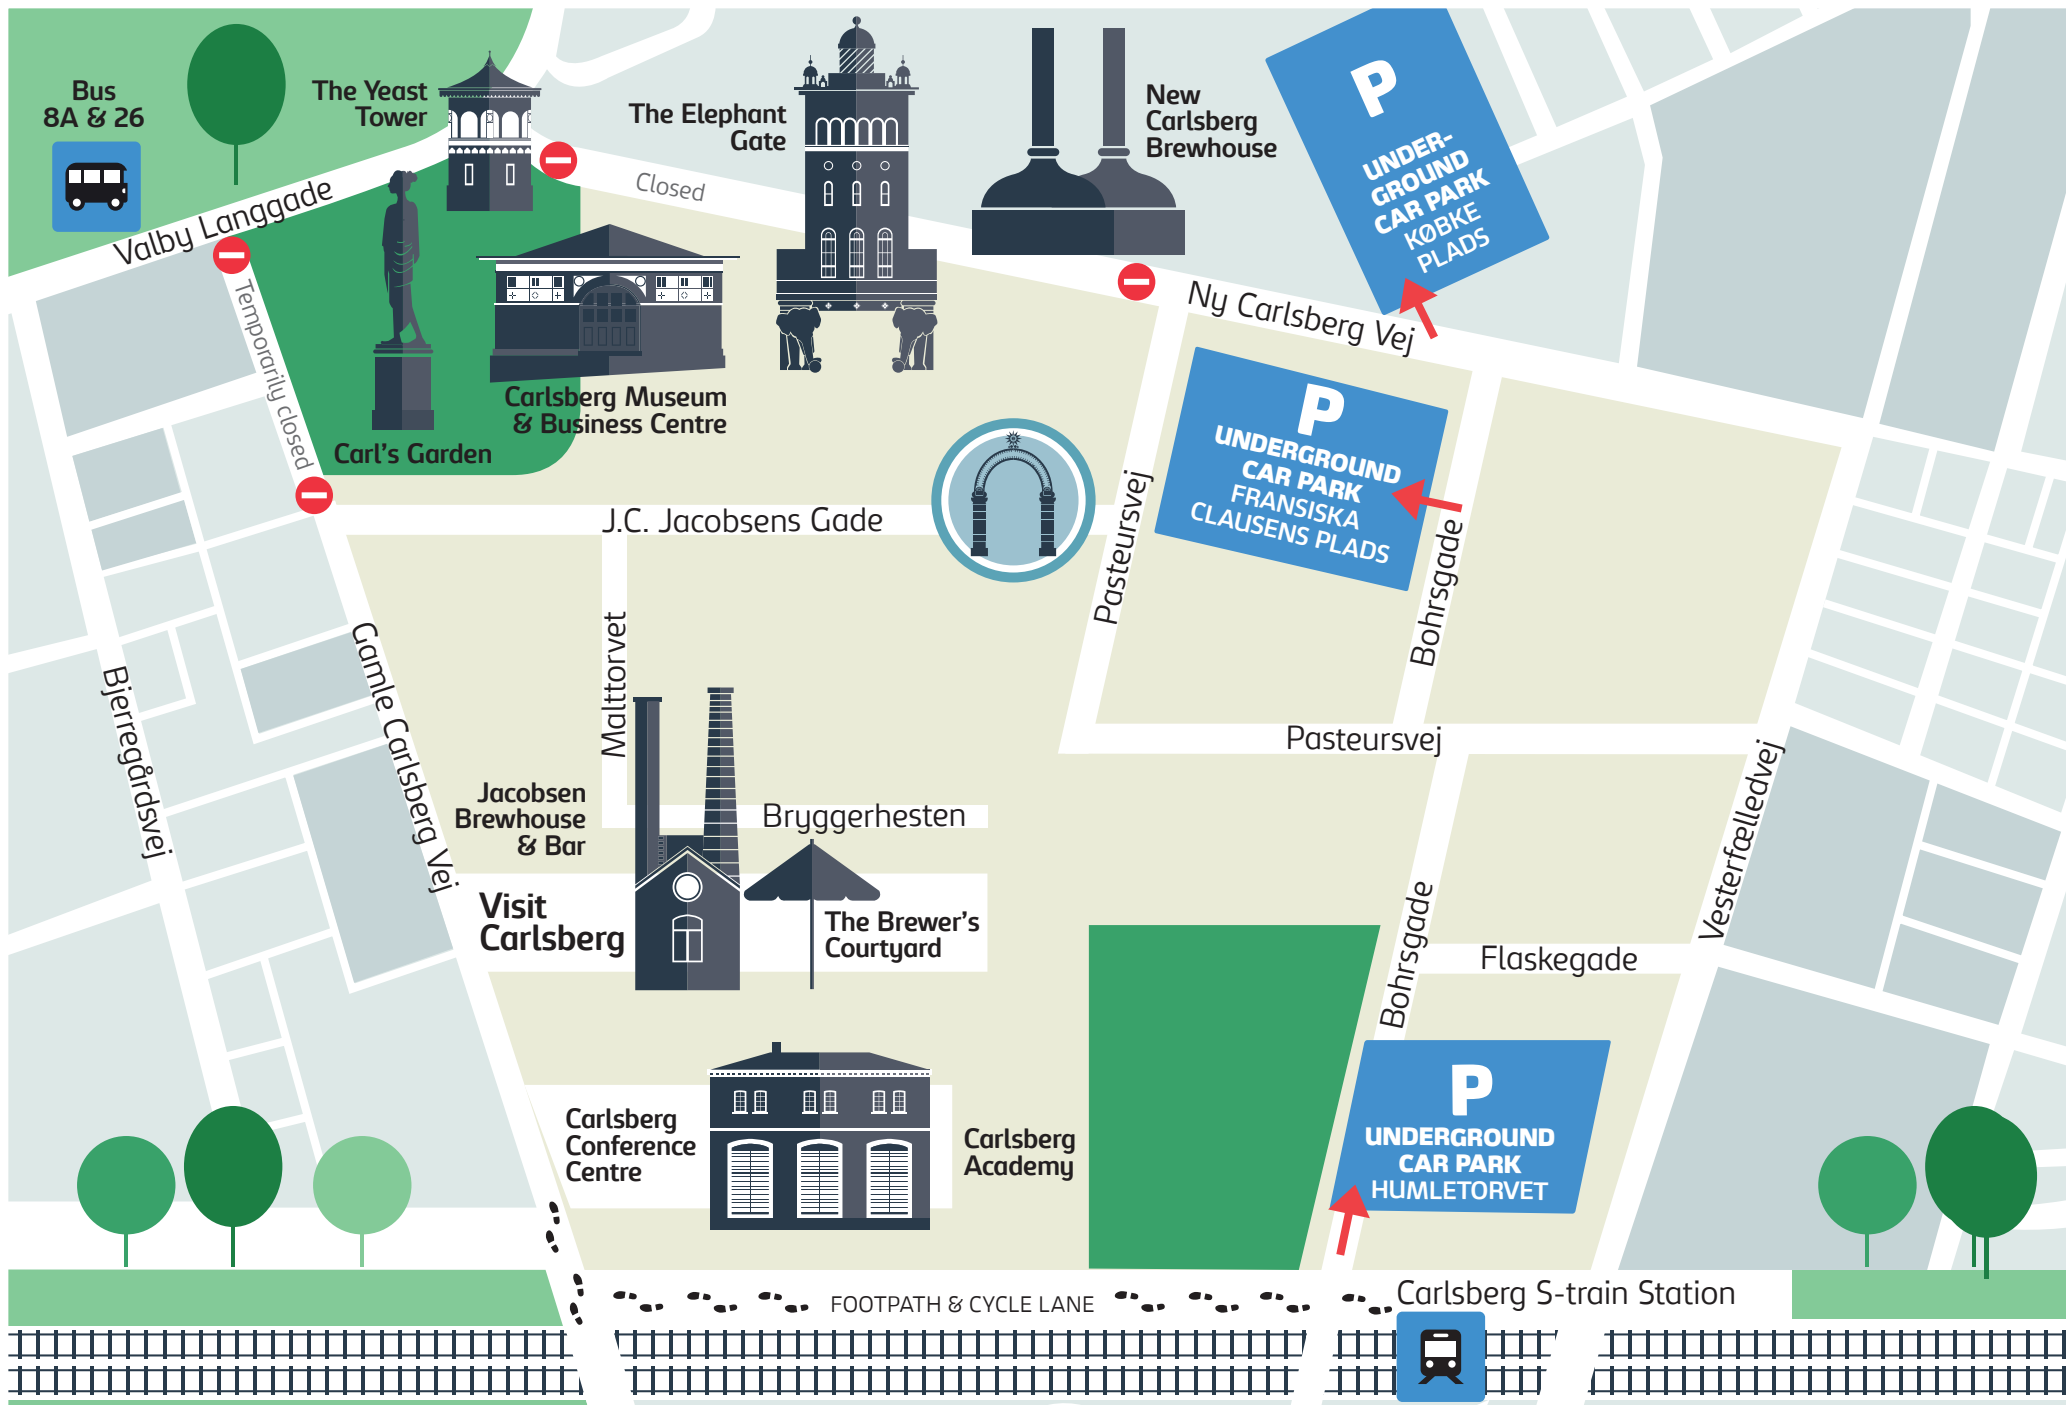 Bus
8A & 26
The Yeast
Tower
The Elephant
Gate
New
Carlsberg
Brewhouse
P
UNDER-
GROUND
CAR PARK
KØBKE
PLADS
Closed
Valby Langgade
Temporarily closed
Ny Carlsberg Vej
Carlsberg Museum
& Business Centre
Carl's Garden
P
UNDERGROUND
CAR PARK
FRANSISKA
CLAUSENS PLADS
J.C. Jacobsens Gade
Pasteursvej
Bohrsgade
Malttorvet
Bjerregårdsvej
Gamle Carlsberg Vej
Pasteursvej
Vesterfælledvej
Jacobsen
Brewhouse
& Bar
Bryggerhesten
Visit
Carlsberg
The Brewer's
Courtyard
Bohrsgade
Flaskegade
Carlsberg
Conference
Centre
Carlsberg
Academy
P
UNDERGROUND
CAR PARK
HUMLETORVET
FOOTPATH & CYCLE LANE
Carlsberg S-train Station